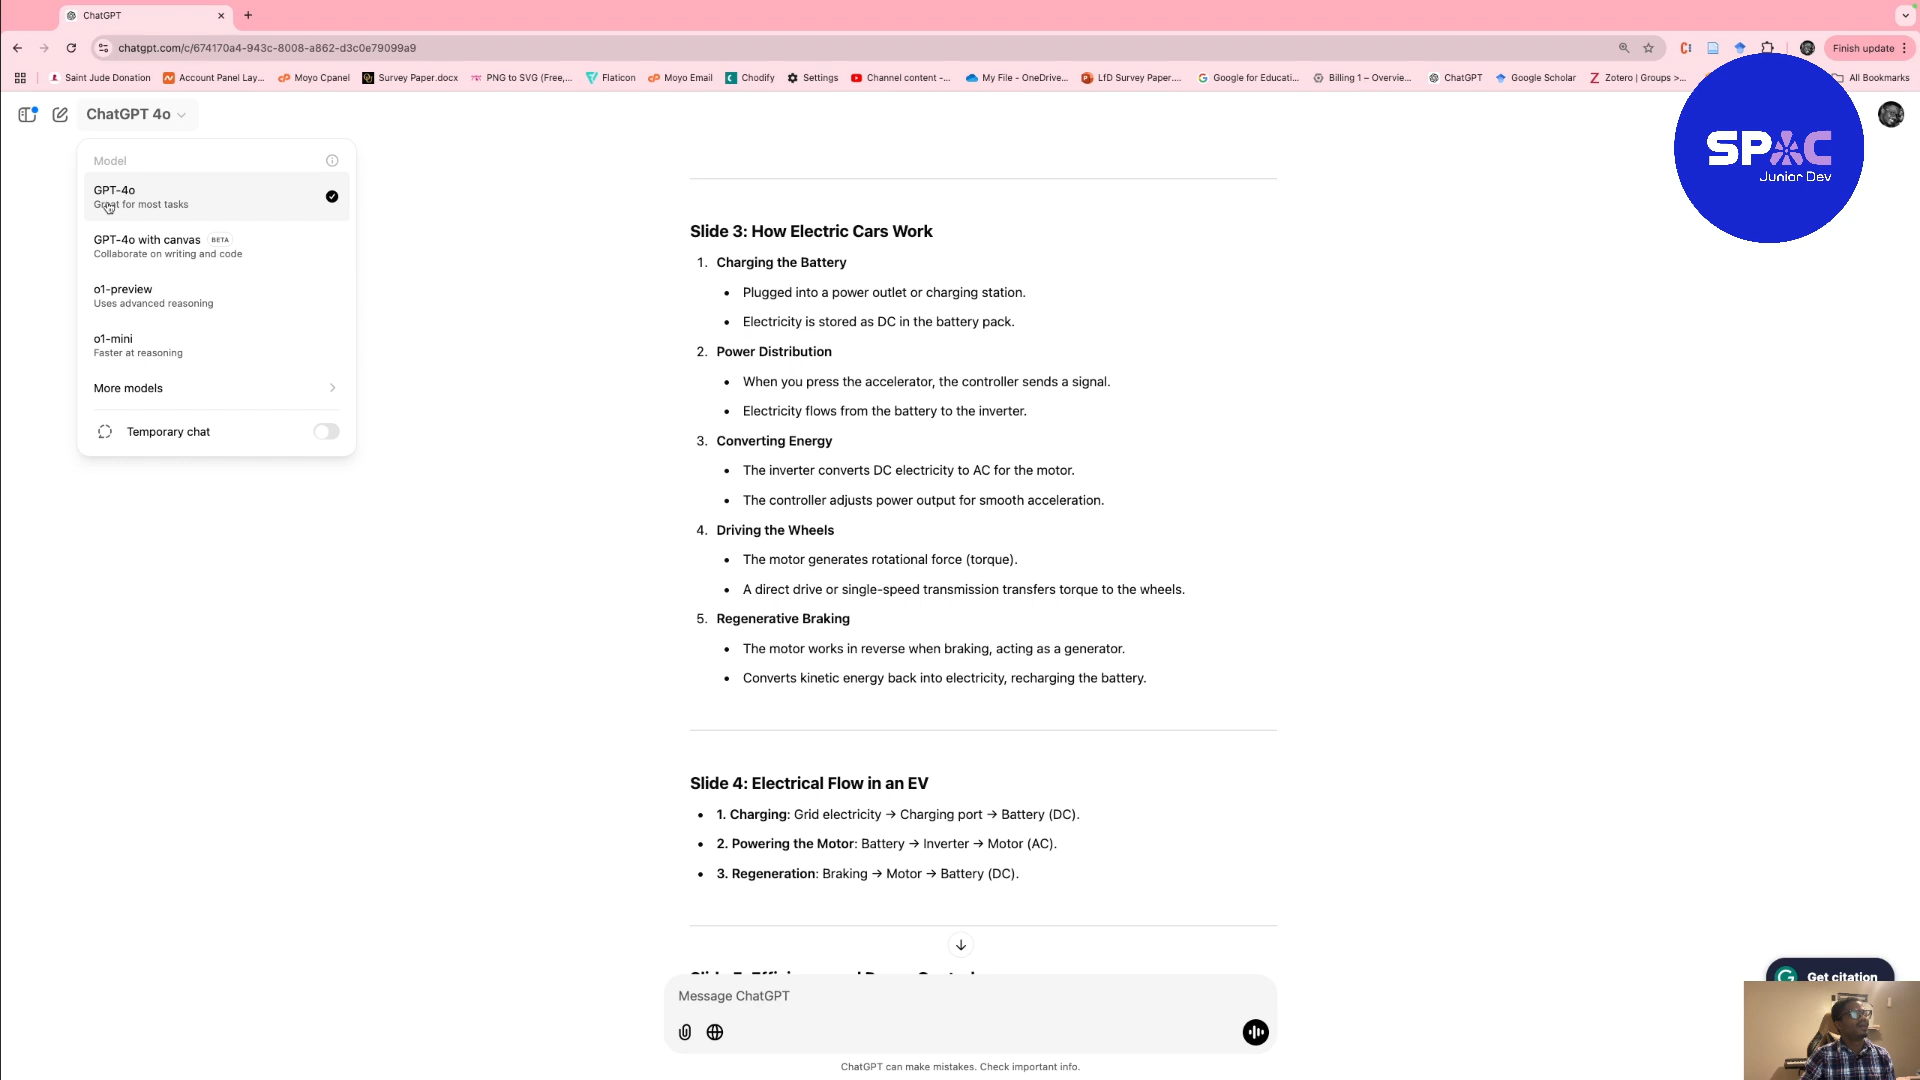 ChatGPT
chatgpt.com/c/674170a4-943c-8008-a862-d3c0e79099a9
Finish update
Saint Jude Donation
Account Panel Lay...
Moyo Cpanel
Survey Paper.docx
PNG to SVG (Free,...
Flaticon
Moyo Email
Chodify
Settings
Channel content -...
My File - OneDrive...
LfD Survey Paper....
Google for Educati...
Billing 1 – Overvie...
ChatGPT
Google Scholar
Zotero | Groups >...
All Bookmarks
ChatGPT 4o
SPAC
Junior Dev
Model
GPT-4o
Great for most tasks
GPT-4o with canvas BETA
Collaborate on writing and code
o1-preview
Uses advanced reasoning
o1-mini
Faster at reasoning
More models
Temporary chat
Slide 3: How Electric Cars Work
1. Charging the Battery
• Plugged into a power outlet or charging station.
• Electricity is stored as DC in the battery pack.
2. Power Distribution
• When you press the accelerator, the controller sends a signal.
• Electricity flows from the battery to the inverter.
3. Converting Energy
• The inverter converts DC electricity to AC for the motor.
• The controller adjusts power output for smooth acceleration.
4. Driving the Wheels
• The motor generates rotational force (torque).
• A direct drive or single-speed transmission transfers torque to the wheels.
5. Regenerative Braking
• The motor works in reverse when braking, acting as a generator.
• Converts kinetic energy back into electricity, recharging the battery.
Slide 4: Electrical Flow in an EV
• 1. Charging: Grid electricity → Charging port → Battery (DC).
• 2. Powering the Motor: Battery → Inverter → Motor (AC).
• 3. Regeneration: Braking → Motor → Battery (DC).
Get citation
Message ChatGPT
ChatGPT can make mistakes. Check important info.